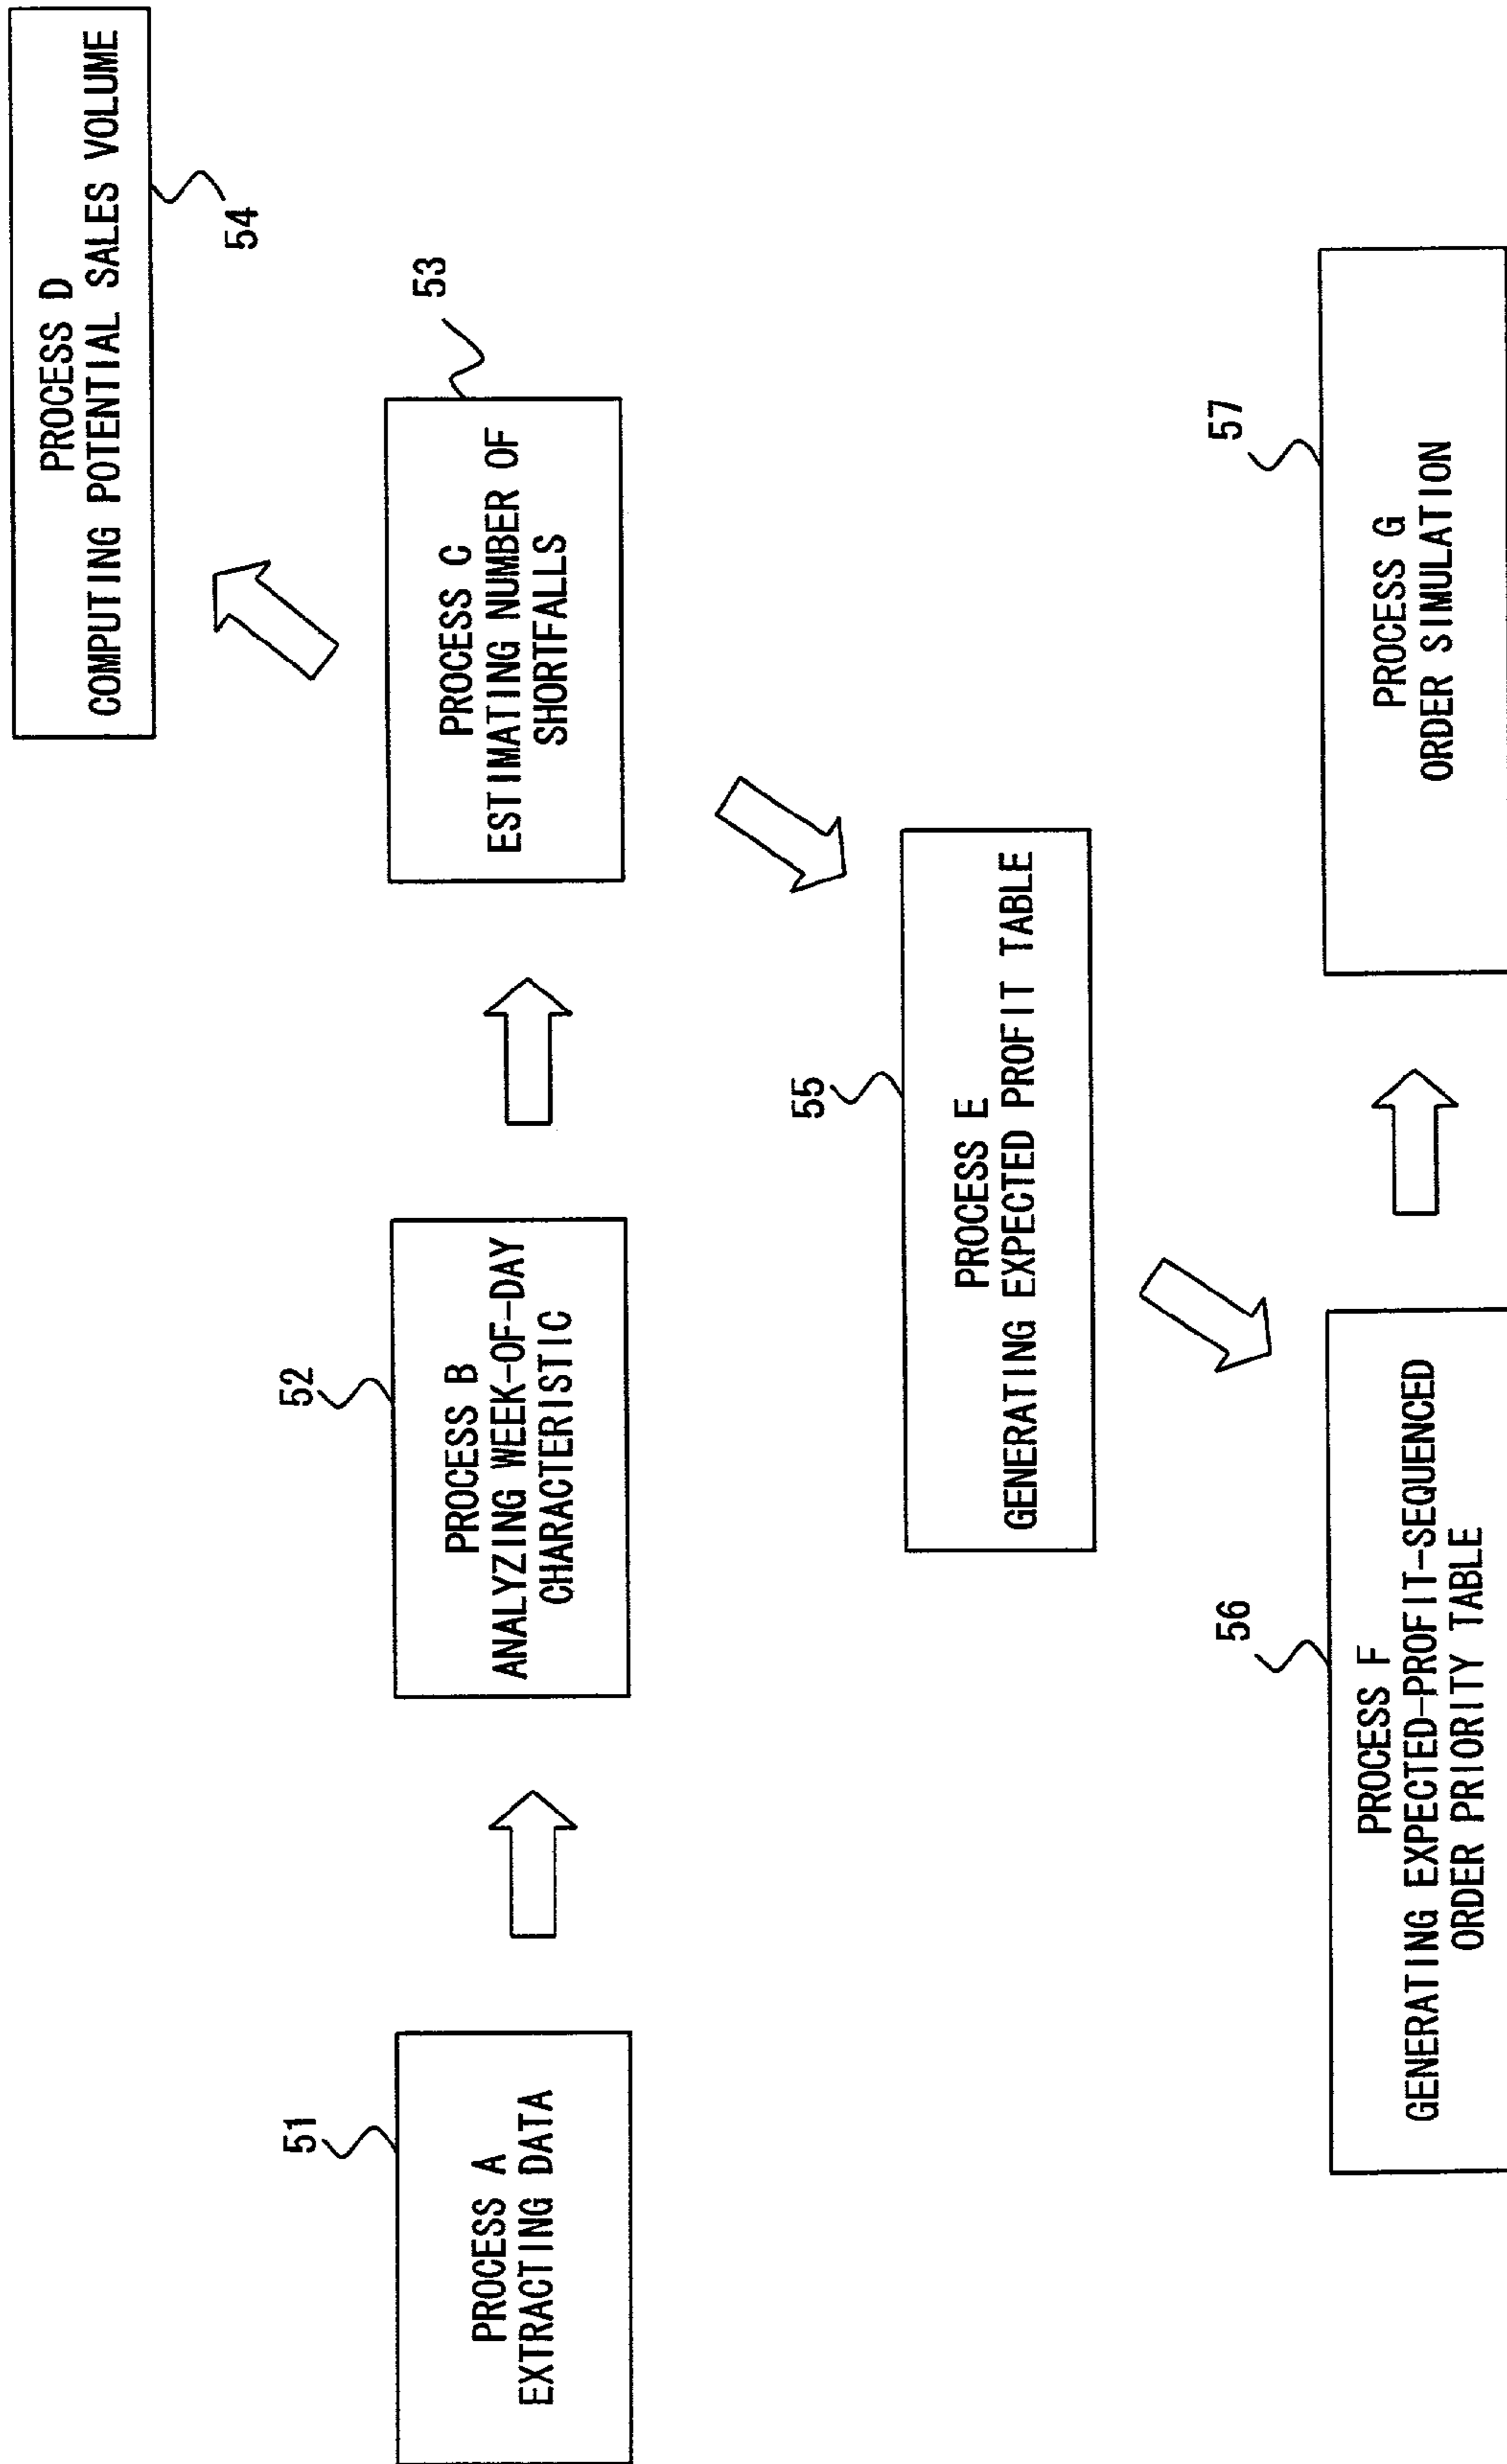 51
PROCESS A
EXTRACTING DATA
52
PROCESS B
ANALYZING WEEK-OF-DAY
CHARACTERISTIC
53
PROCESS C
ESTIMATING NUMBER OF
SHORTFALLS
PROCESS D
COMPUTING POTENTIAL SALES VOLUME
54
55
PROCESS E
GENERATING EXPECTED PROFIT TABLE
56
PROCESS F
GENERATING EXPECTED-PROFIT-SEQUENCED
ORDER PRIORITY TABLE
57
PROCESS G
ORDER SIMULATION